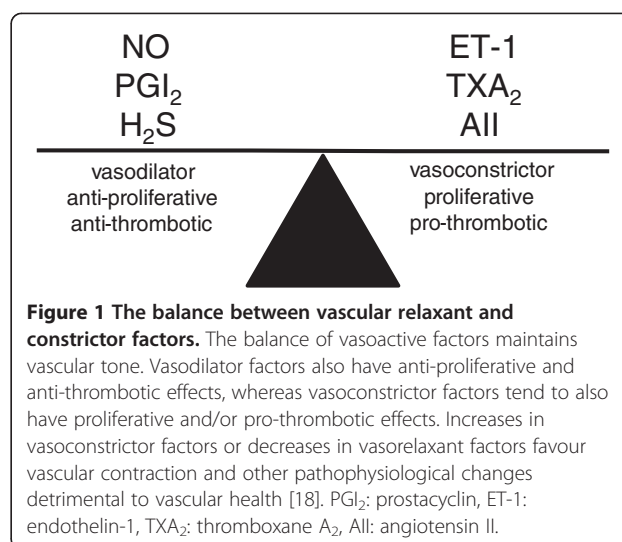 NO
PGI₂
H₂S
vasodilator
anti-proliferative
anti-thrombotic
ET-1
TXA₂
AII
vasoconstrictor
proliferative
pro-thrombotic
Figure 1 The balance between vascular relaxant and
constrictor factors. The balance of vasoactive factors maintains
vascular tone. Vasodilator factors also have anti-proliferative and
anti-thrombotic effects, whereas vasoconstrictor factors tend to also
have proliferative and/or pro-thrombotic effects. Increases in
vasoconstrictor factors or decreases in vasorelaxant factors favour
vascular contraction and other pathophysiological changes
detrimental to vascular health [18]. PGI₂: prostacyclin, ET-1:
endothelin-1, TXA₂: thromboxane A₂, AII: angiotensin II.